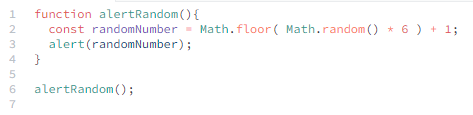 1 function alertRandom(){
2   const randomNumber = Math.floor( Math.random() * 6 ) + 1;
3   alert(randomNumber);
4 }
5
6 alertRandom();
7